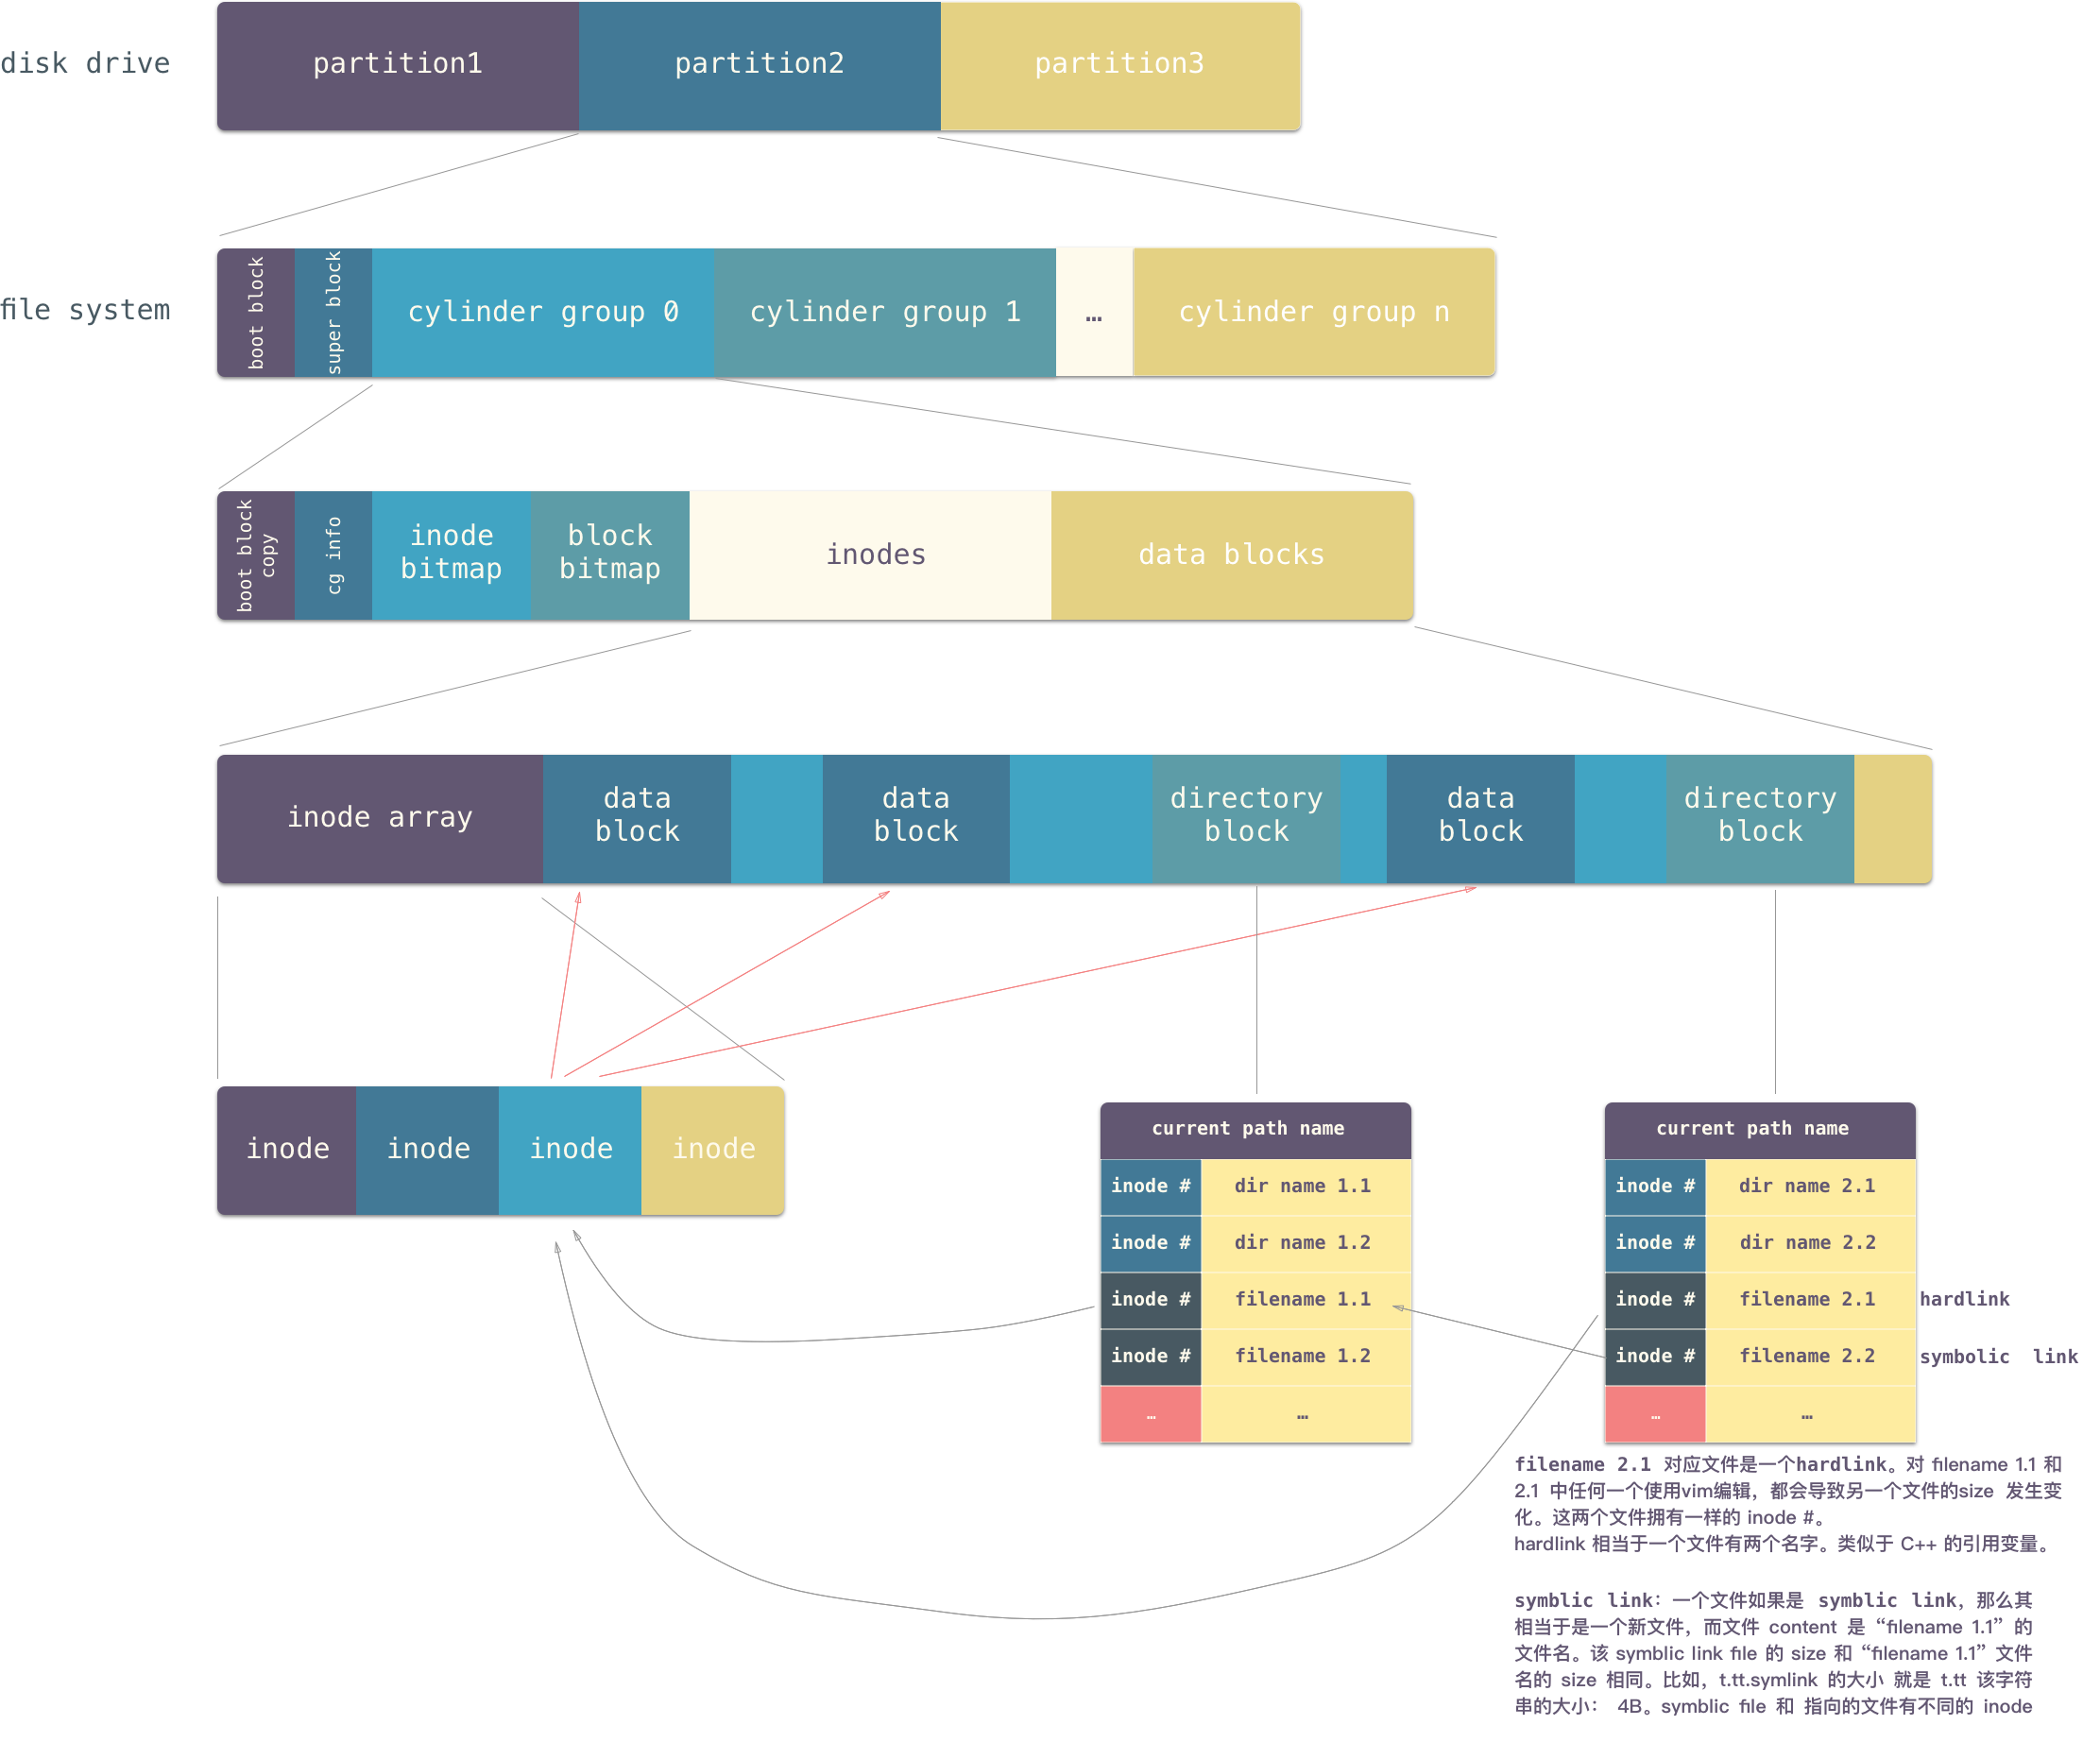 disk drive
partition1
partition2
partition3
file system
boot block
super block
cylinder group 0
cylinder group 1
…
cylinder group n
boot block
copy
cg info
inode
bitmap
block
bitmap
inodes
data blocks
inode array
data
block
data
block
directory
block
data
block
directory
block
inode
inode
inode
inode
current path name
inode #
dir name 1.1
inode #
dir name 1.2
inode #
filename 1.1
inode #
filename 1.2
…
…
current path name
inode #
dir name 2.1
inode #
dir name 2.2
inode #
filename 2.1
hardlink
inode #
filename 2.2
symbolic link
…
…
filename 2.1 对应文件是一个hardlink。对 filename 1.1 和
2.1 中任何一个使用vim编辑，都会导致另一个文件的size 发生变
化。这两个文件拥有一样的 inode #。
hardlink 相当于一个文件有两个名字。类似于 C++ 的引用变量。
symblic link：一个文件如果是 symblic link，那么其
相当于是一个新文件，而文件 content 是“filename 1.1”的
文件名。该 symblic link file 的 size 和“filename 1.1”文件
名的 size 相同。比如，t.tt.symlink 的大小 就是 t.tt 该字符
串的大小： 4B。symblic file 和 指向的文件有不同的 inode